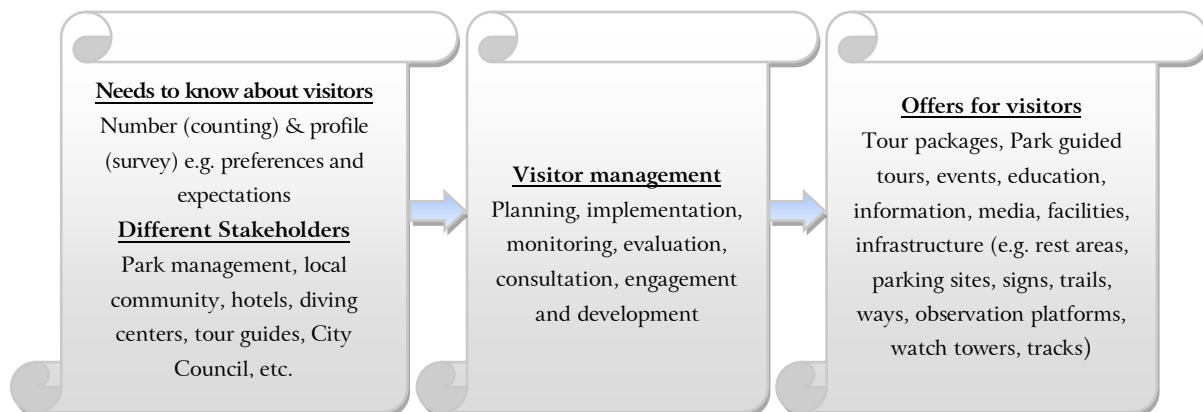 Needs to know about visitors
Number (counting) & profile
(survey) e.g. preferences and
expectations
Different Stakeholders
Park management, local
community, hotels, diving
centers, tour guides, City
Council, etc.
Visitor management
Planning, implementation,
monitoring, evaluation,
consultation, engagement
and development
Offers for visitors
Tour packages, Park guided
tours, events, education,
information, media, facilities,
infrastructure (e.g. rest areas,
parking sites, signs, trails,
ways, observation platforms,
watch towers, tracks)